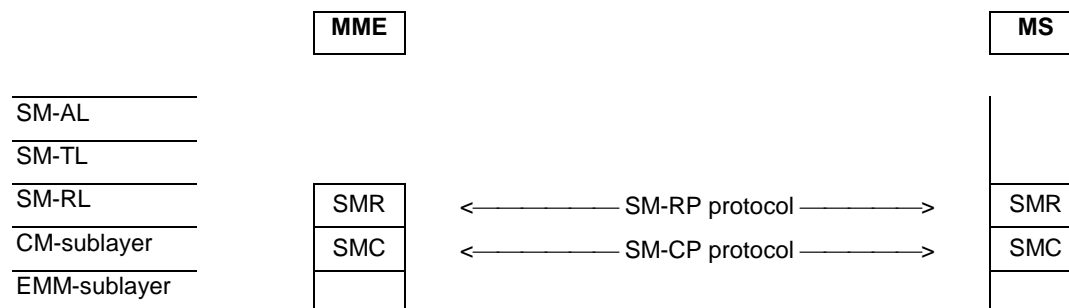 MME MS
SM-AL
SM-TL
SM-RL SMR <—————— SM-RP protocol ——————> SMR
CM-sublayer SMC <—————— SM-CP protocol ——————> SMC
EMM-sublayer